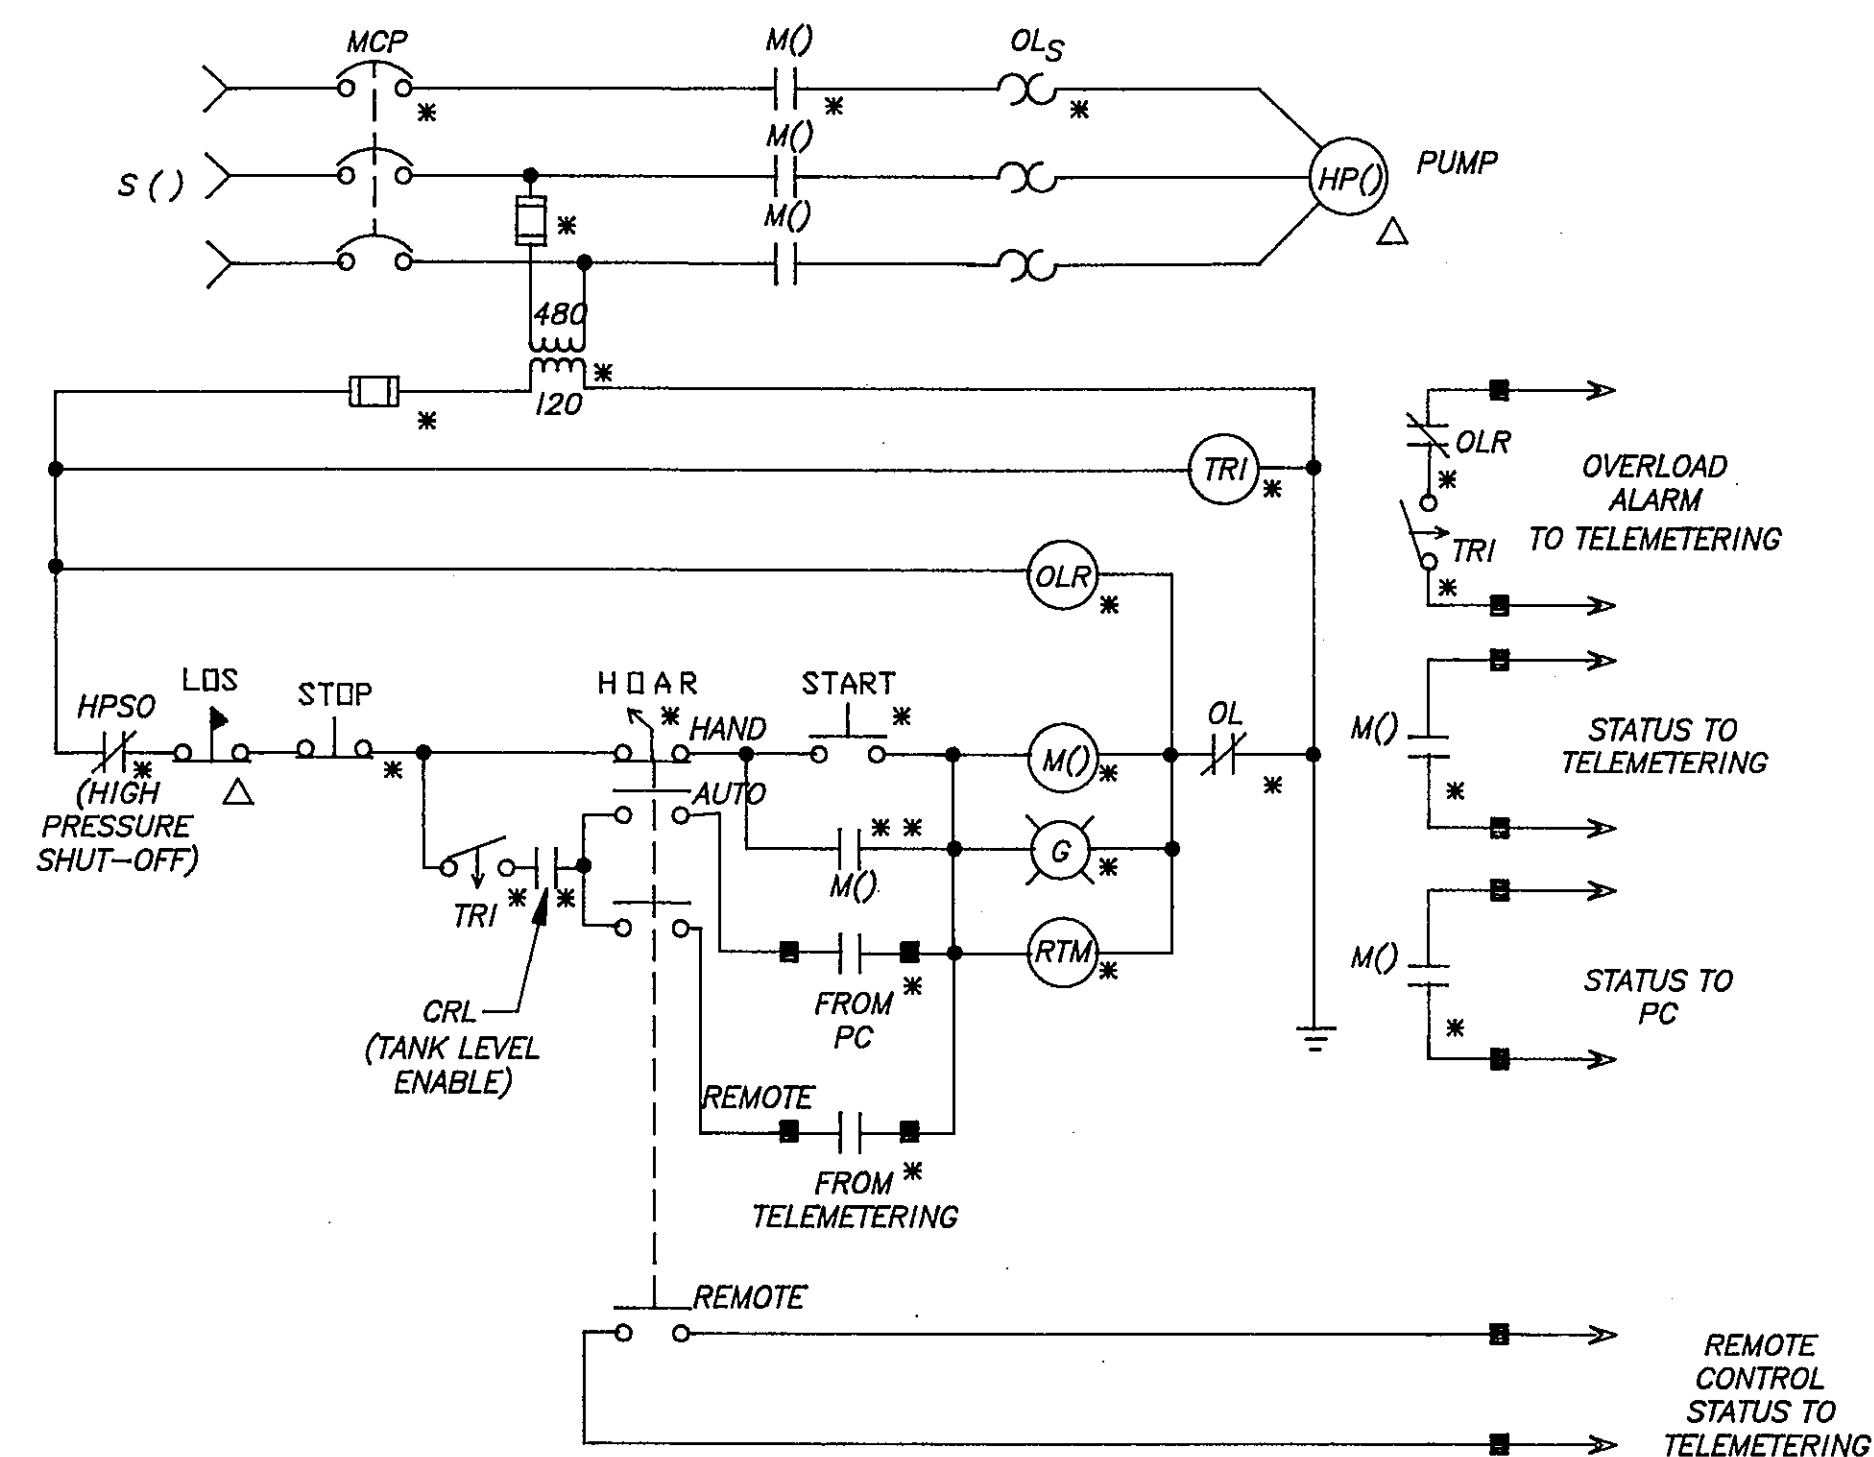 MCP
M()
OLS
*
*
*
M()
S ()
HP()
PUMP
*
M()
480
*
120
*
TRI
*
OLR
*
OVERLOAD
ALARM
TO TELEMETERING
TRI
*
OLR
*
HPSO
LOS
STOP
HOAR
*
HAND
START
*
OL
M()
STATUS TO
TELEMETERING
*
*
*
M()
*
*
(HIGH
PRESSURE
SHUT-OFF)
AUTO
* *
G
*
M()
TRI
*
*
FROM
PC
*
RTM
*
M()
STATUS TO
PC
*
CRL
(TANK LEVEL
ENABLE)
REMOTE
FROM
TELEMETERING
*
REMOTE
REMOTE
CONTROL
STATUS TO
TELEMETERING